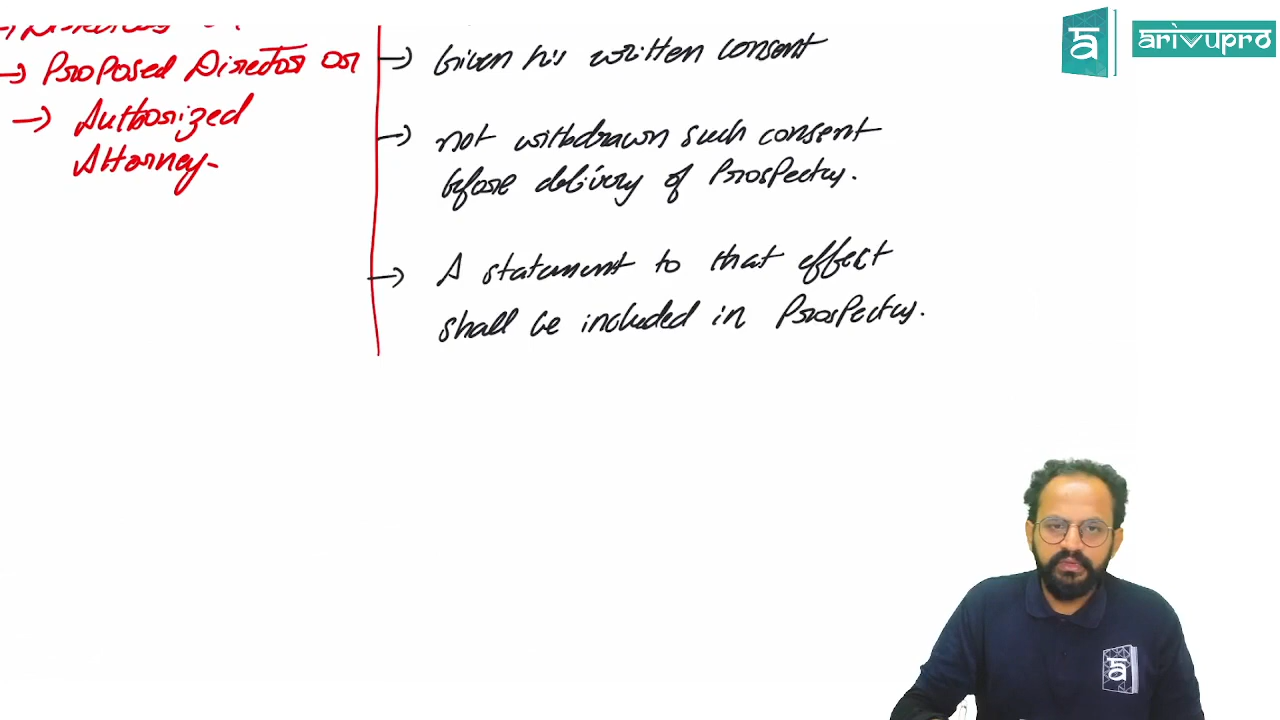 → Proposed Director or
→ Authorized
Attorney-
→ Given his written consent
→ not withdrawn such consent
before delivery of Prospectus.
→ A statement to that effect
shall be included in Prospectus.
ā arivupro
ā